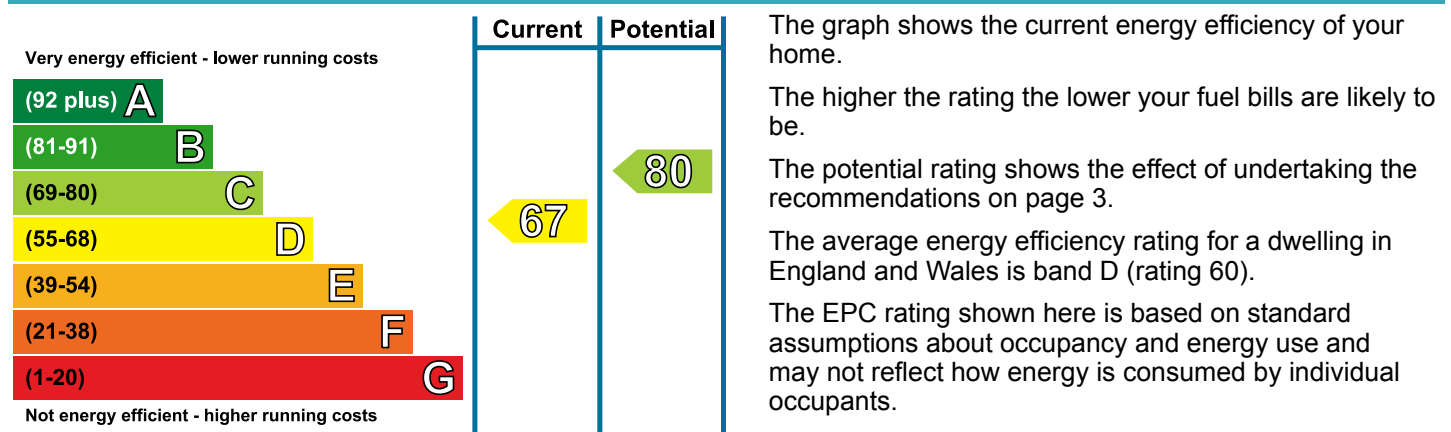 Current Potential
Very energy efficient - lower running costs
(92 plus) A
(81-91) B
(69-80) C
(55-68) D
(39-54) E
(21-38) F
(1-20) G
Not energy efficient - higher running costs
67
80
The graph shows the current energy efficiency of your
home.
The higher the rating the lower your fuel bills are likely to
be.
The potential rating shows the effect of undertaking the
recommendations on page 3.
The average energy efficiency rating for a dwelling in
England and Wales is band D (rating 60).
The EPC rating shown here is based on standard
assumptions about occupancy and energy use and
may not reflect how energy is consumed by individual
occupants.